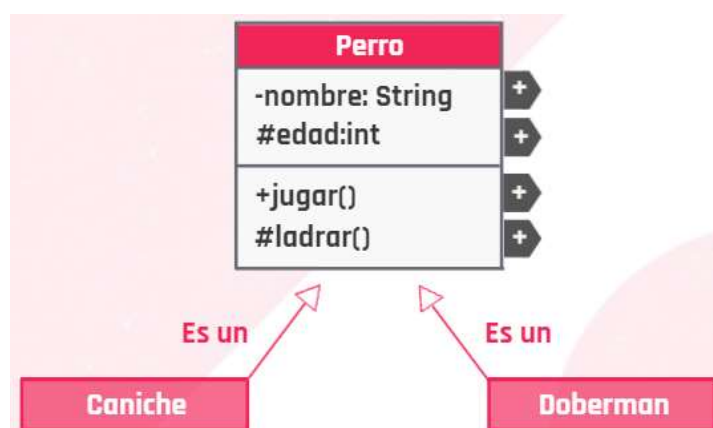 Perro
-nombre: String
+
#edad:int
+
+jugar()
+
#ladrar()
+
Es un
Es un
Caniche
Doberman